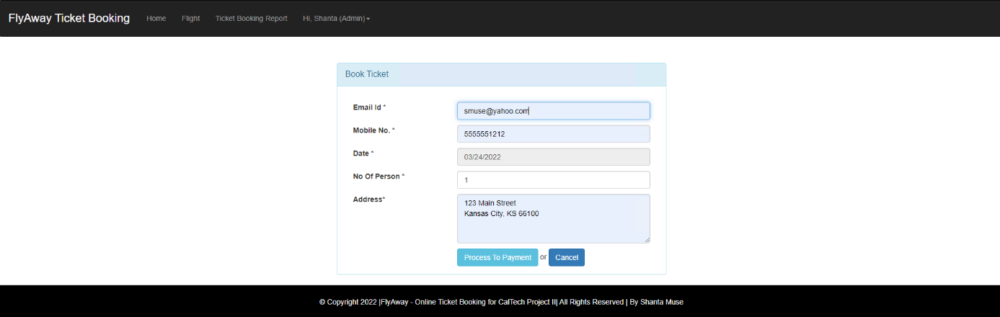 FlyAway Ticket Booking Home Flight Ticket Booking Report Hi, Shanta (Admin)
Book Ticket
Email Id * smuse@yahoo.com
Mobile No. * 5555551212
Date * 03/24/2022
No Of Person * 1
Address* 123 Main Street
Kansas City, KS 66100
Process To Payment or Cancel
© Copyright 2022 |FlyAway - Online Ticket Booking for CalTech Project II| All Rights Reserved | By Shanta Muse